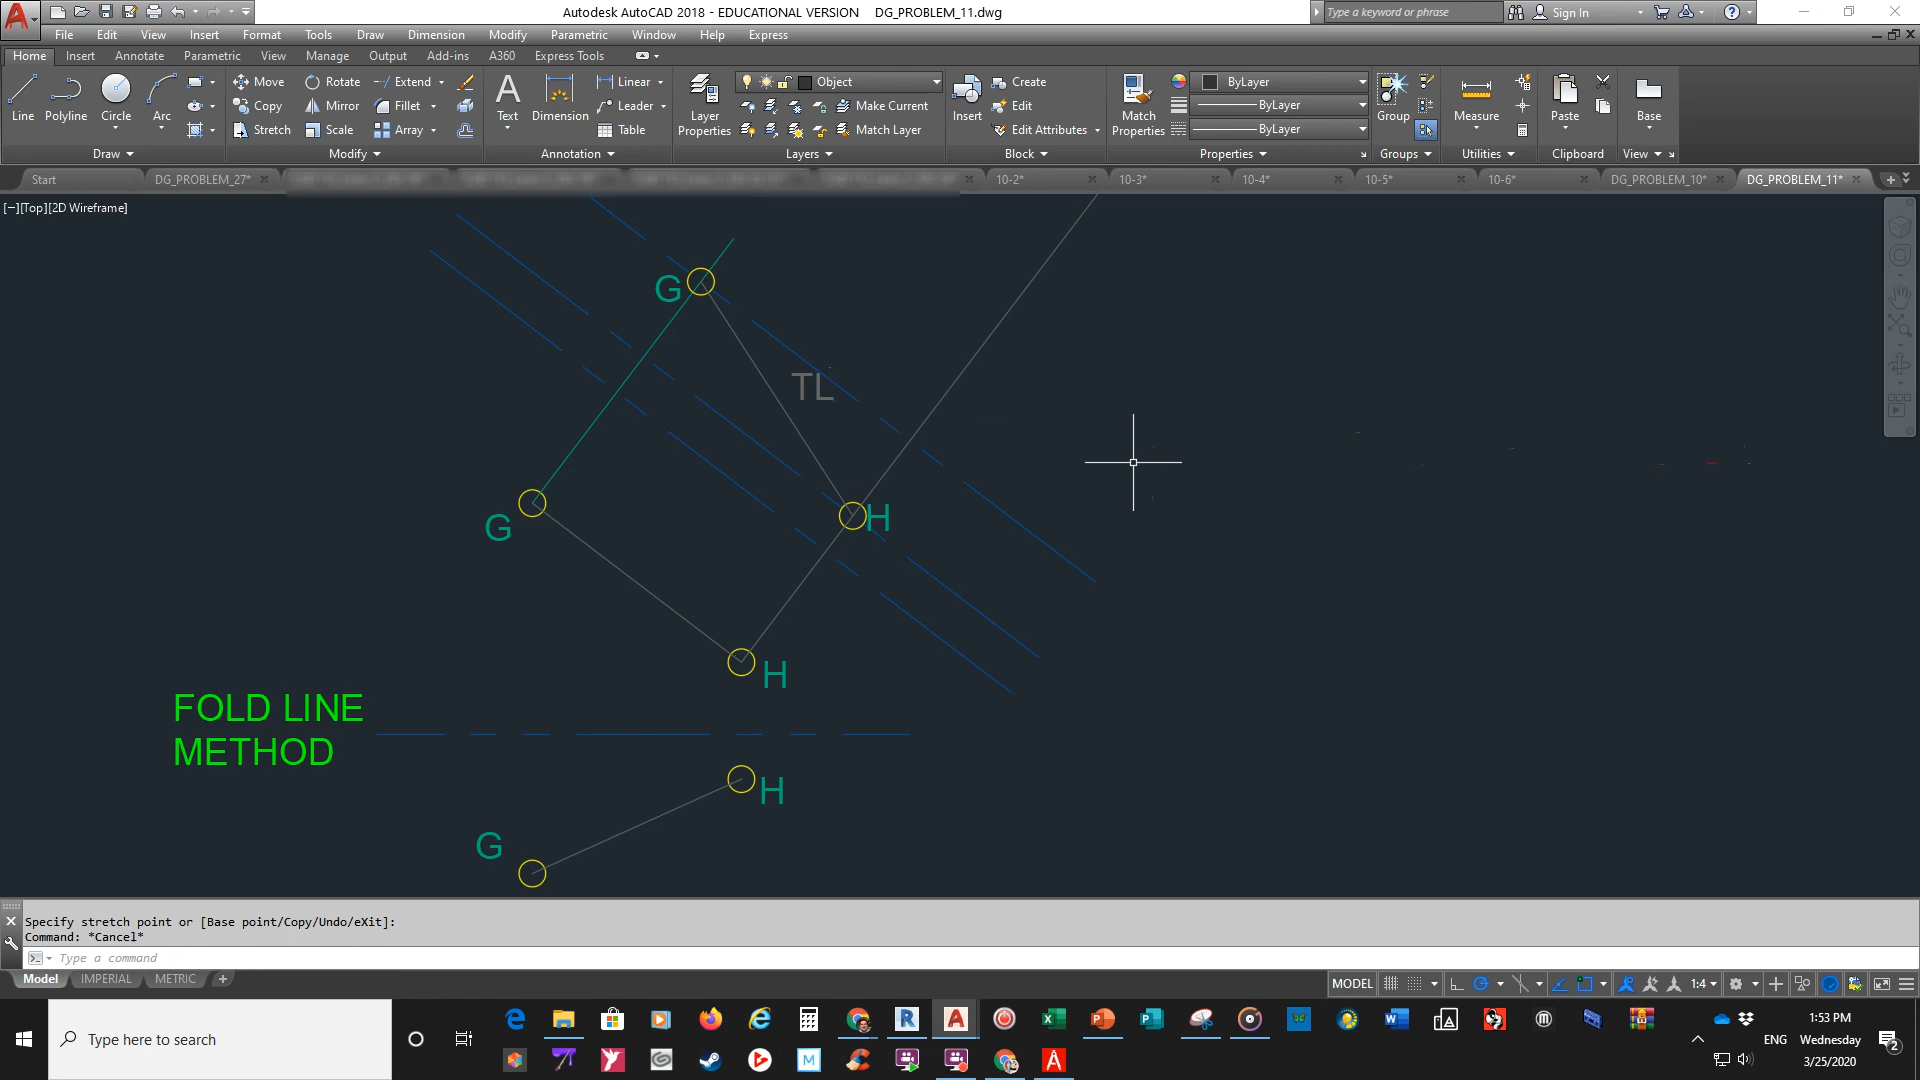 Autodesk AutoCAD 2018 - EDUCATIONAL VERSION DG_PROBLEM_11.dwg
Type a keyword or phrase
Sign In
File Edit View Insert Format Tools Draw Dimension Modify Parametric Window Help Express
Home Insert Annotate Parametric View Manage Output Add-ins A360 Express Tools
Line Polyline Circle Arc
Move Rotate Extend
Copy Mirror Fillet
Stretch Scale Array
Text Dimension
Linear
Leader
Table
Layer Properties
Object
Make Current
Match Layer
Insert
Create
Edit
Edit Attributes
Match Properties
ByLayer
ByLayer
ByLayer
Group
Measure
Paste
Base
Draw Modify Annotation Layers Block Properties Groups Utilities Clipboard View
Start DG_PROBLEM_27* 10-2* 10-3* 10-4* 10-5* 10-6* DG_PROBLEM_10* DG_PROBLEM_11*
[−][Top][2D Wireframe]
G
TL
G
H
H
FOLD LINE
METHOD
H
G
Specify stretch point or [Base point/Copy/Undo/eXit]:
Command: *Cancel*
Type a command
Model IMPERIAL METRIC
MODEL
1:4
Type here to search
ENG
1:53 PM
Wednesday
3/25/2020
2